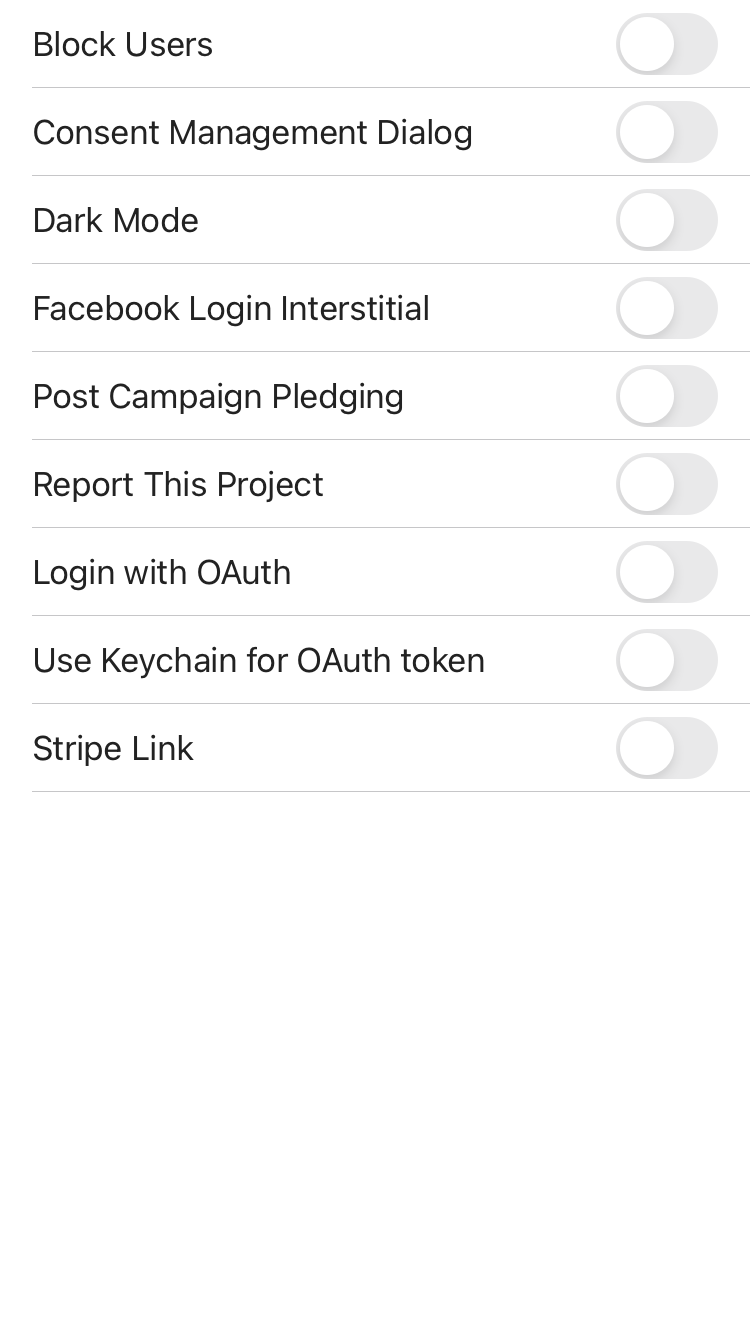 Block Users
Consent Management Dialog
Dark Mode
Facebook Login Interstitial
Post Campaign Pledging
Report This Project
Login with OAuth
Use Keychain for OAuth token
Stripe Link